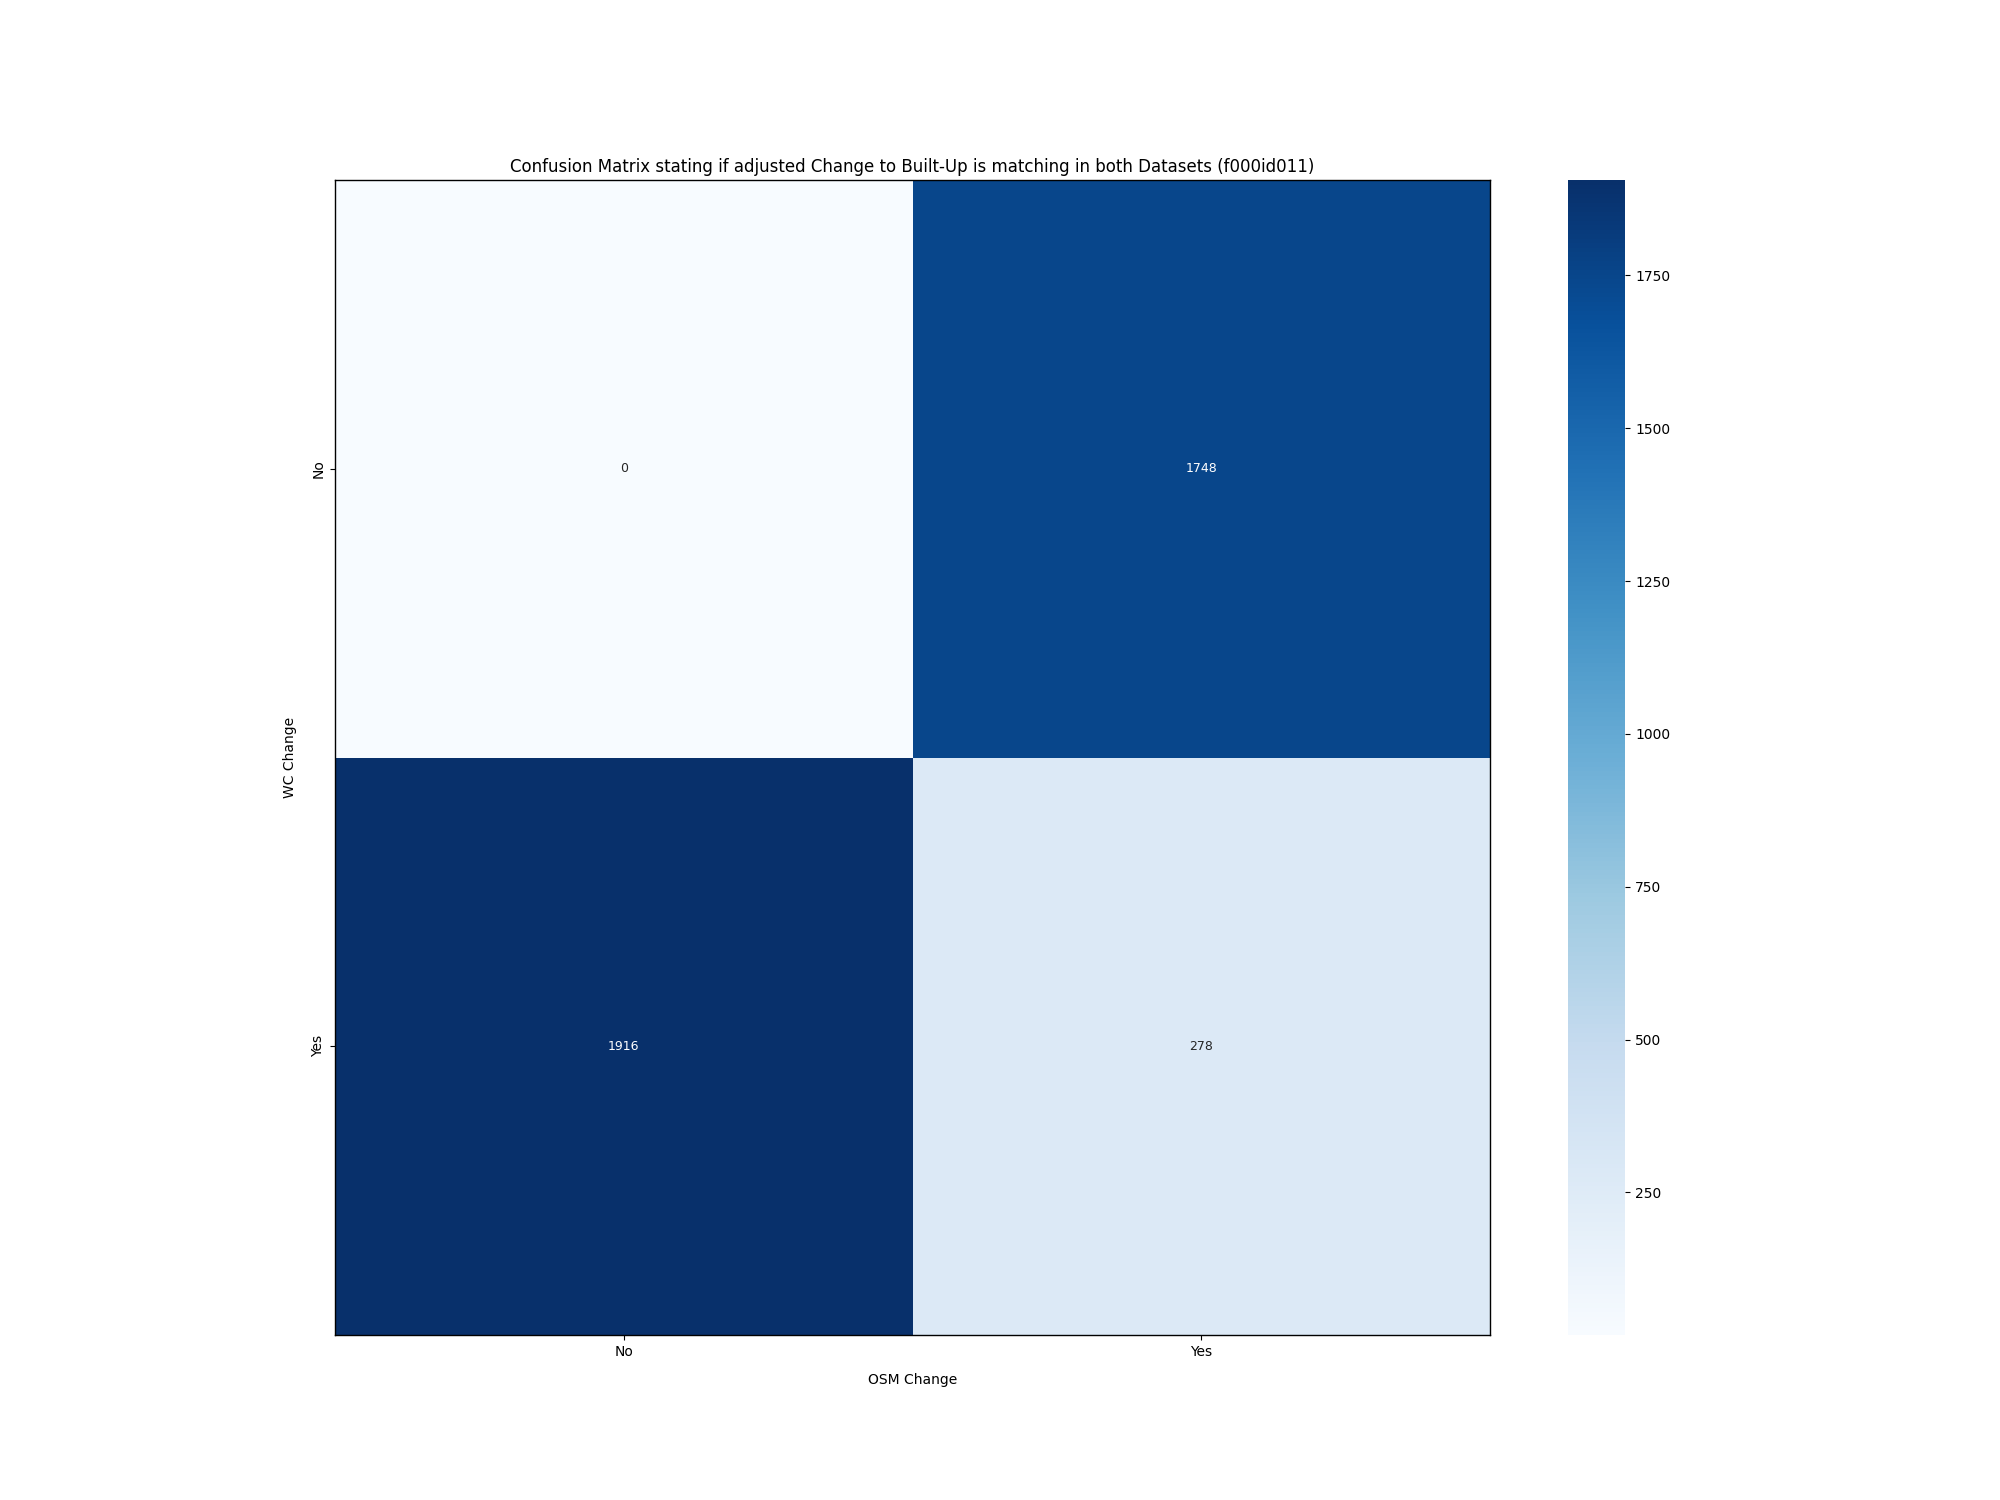 Confusion Matrix stating if adjusted Change to Built-Up is matching in both Datasets (f000id011)
WC Change
No
Yes
0
1748
1916
278
No
Yes
OSM Change
1750
1500
1250
1000
750
500
250